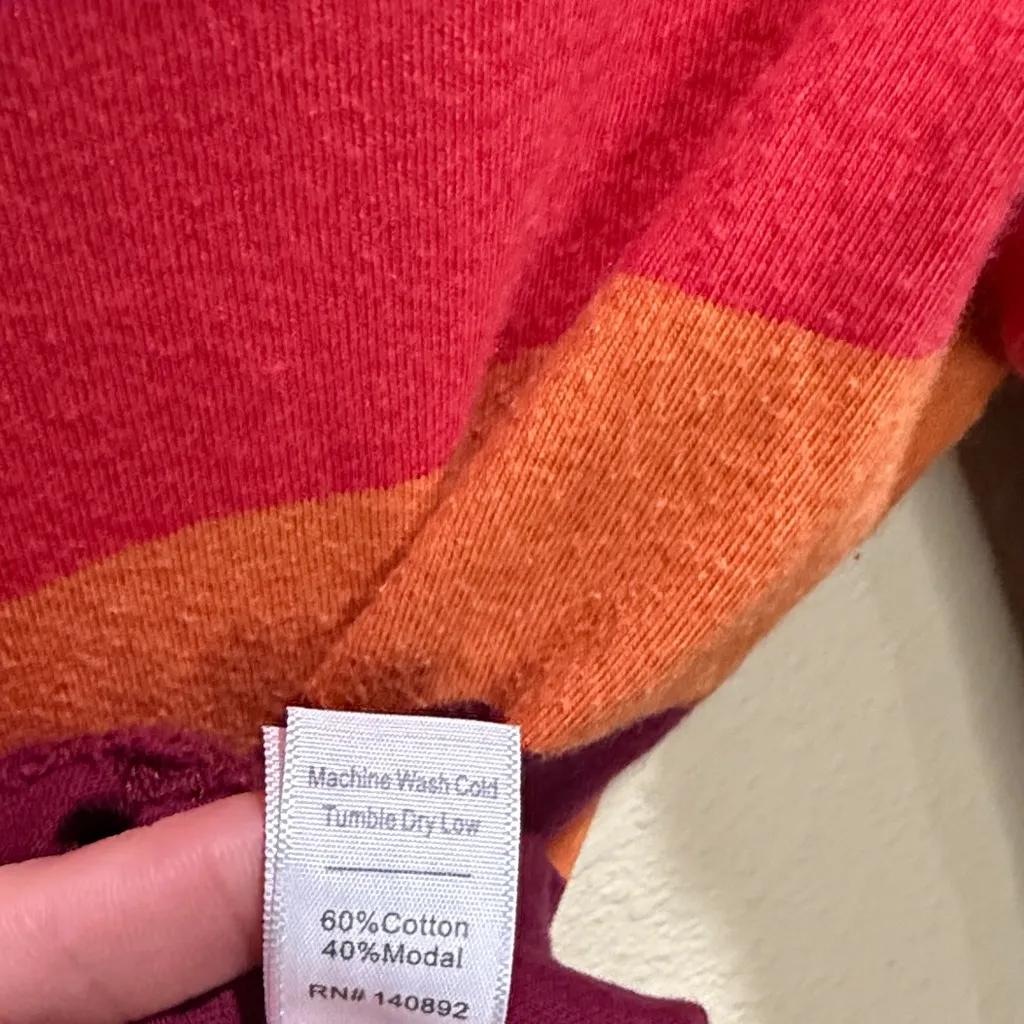 Machine Wash Cold
Tumble Dry Low
60%Cotton
40%Modal
RN# 140892